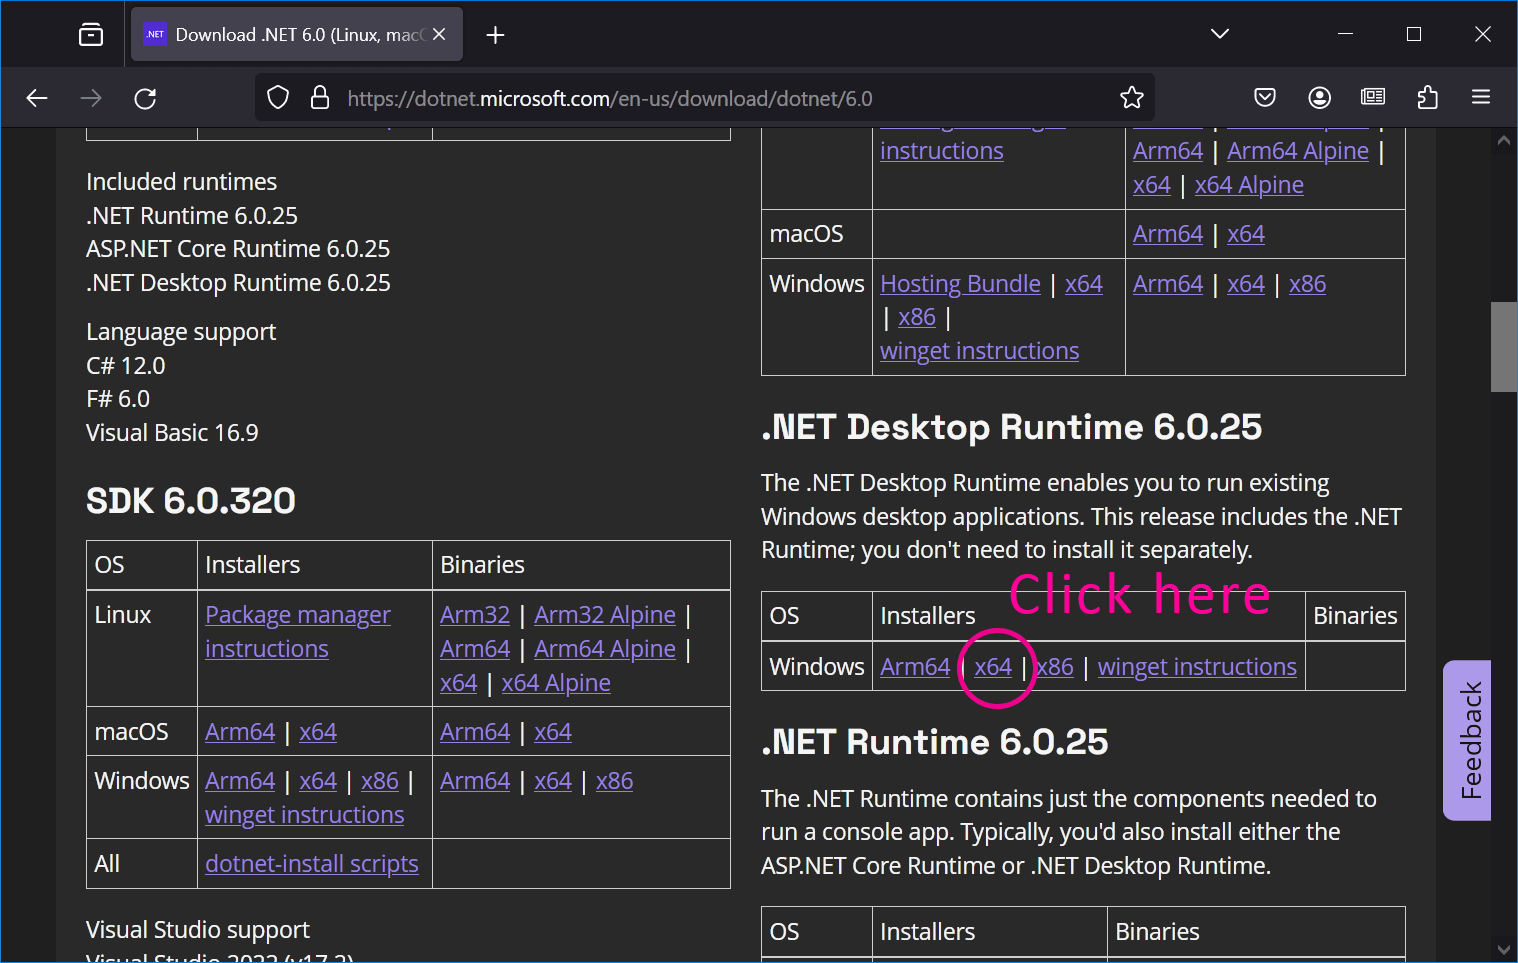 .NET Download .NET 6.0 (Linux, macO
https://dotnet.microsoft.com/en-us/download/dotnet/6.0
Included runtimes
.NET Runtime 6.0.25
ASP.NET Core Runtime 6.0.25
.NET Desktop Runtime 6.0.25
Language support
C# 12.0
F# 6.0
Visual Basic 16.9
SDK 6.0.320
OS Installers Binaries
Linux Package manager Arm32 | Arm32 Alpine |
instructions Arm64 | Arm64 Alpine |
x64 | x64 Alpine
macOS Arm64 | x64 Arm64 | x64
Windows Arm64 | x64 | x86 | Arm64 | x64 | x86
winget instructions
All dotnet-install scripts
Visual Studio support
Visual Studio 2022 (v17.2)
instructions Arm64 | Arm64 Alpine |
x64 | x64 Alpine
macOS Arm64 | x64
Windows Hosting Bundle | x64 Arm64 | x64 | x86
| x86 |
winget instructions
.NET Desktop Runtime 6.0.25
The .NET Desktop Runtime enables you to run existing
Windows desktop applications. This release includes the .NET
Runtime; you don't need to install it separately.
Click here
OS Installers Binaries
Windows Arm64 | x64 | x86 | winget instructions
.NET Runtime 6.0.25
The .NET Runtime contains just the components needed to
run a console app. Typically, you'd also install either the
ASP.NET Core Runtime or .NET Desktop Runtime.
OS Installers Binaries
Feedback